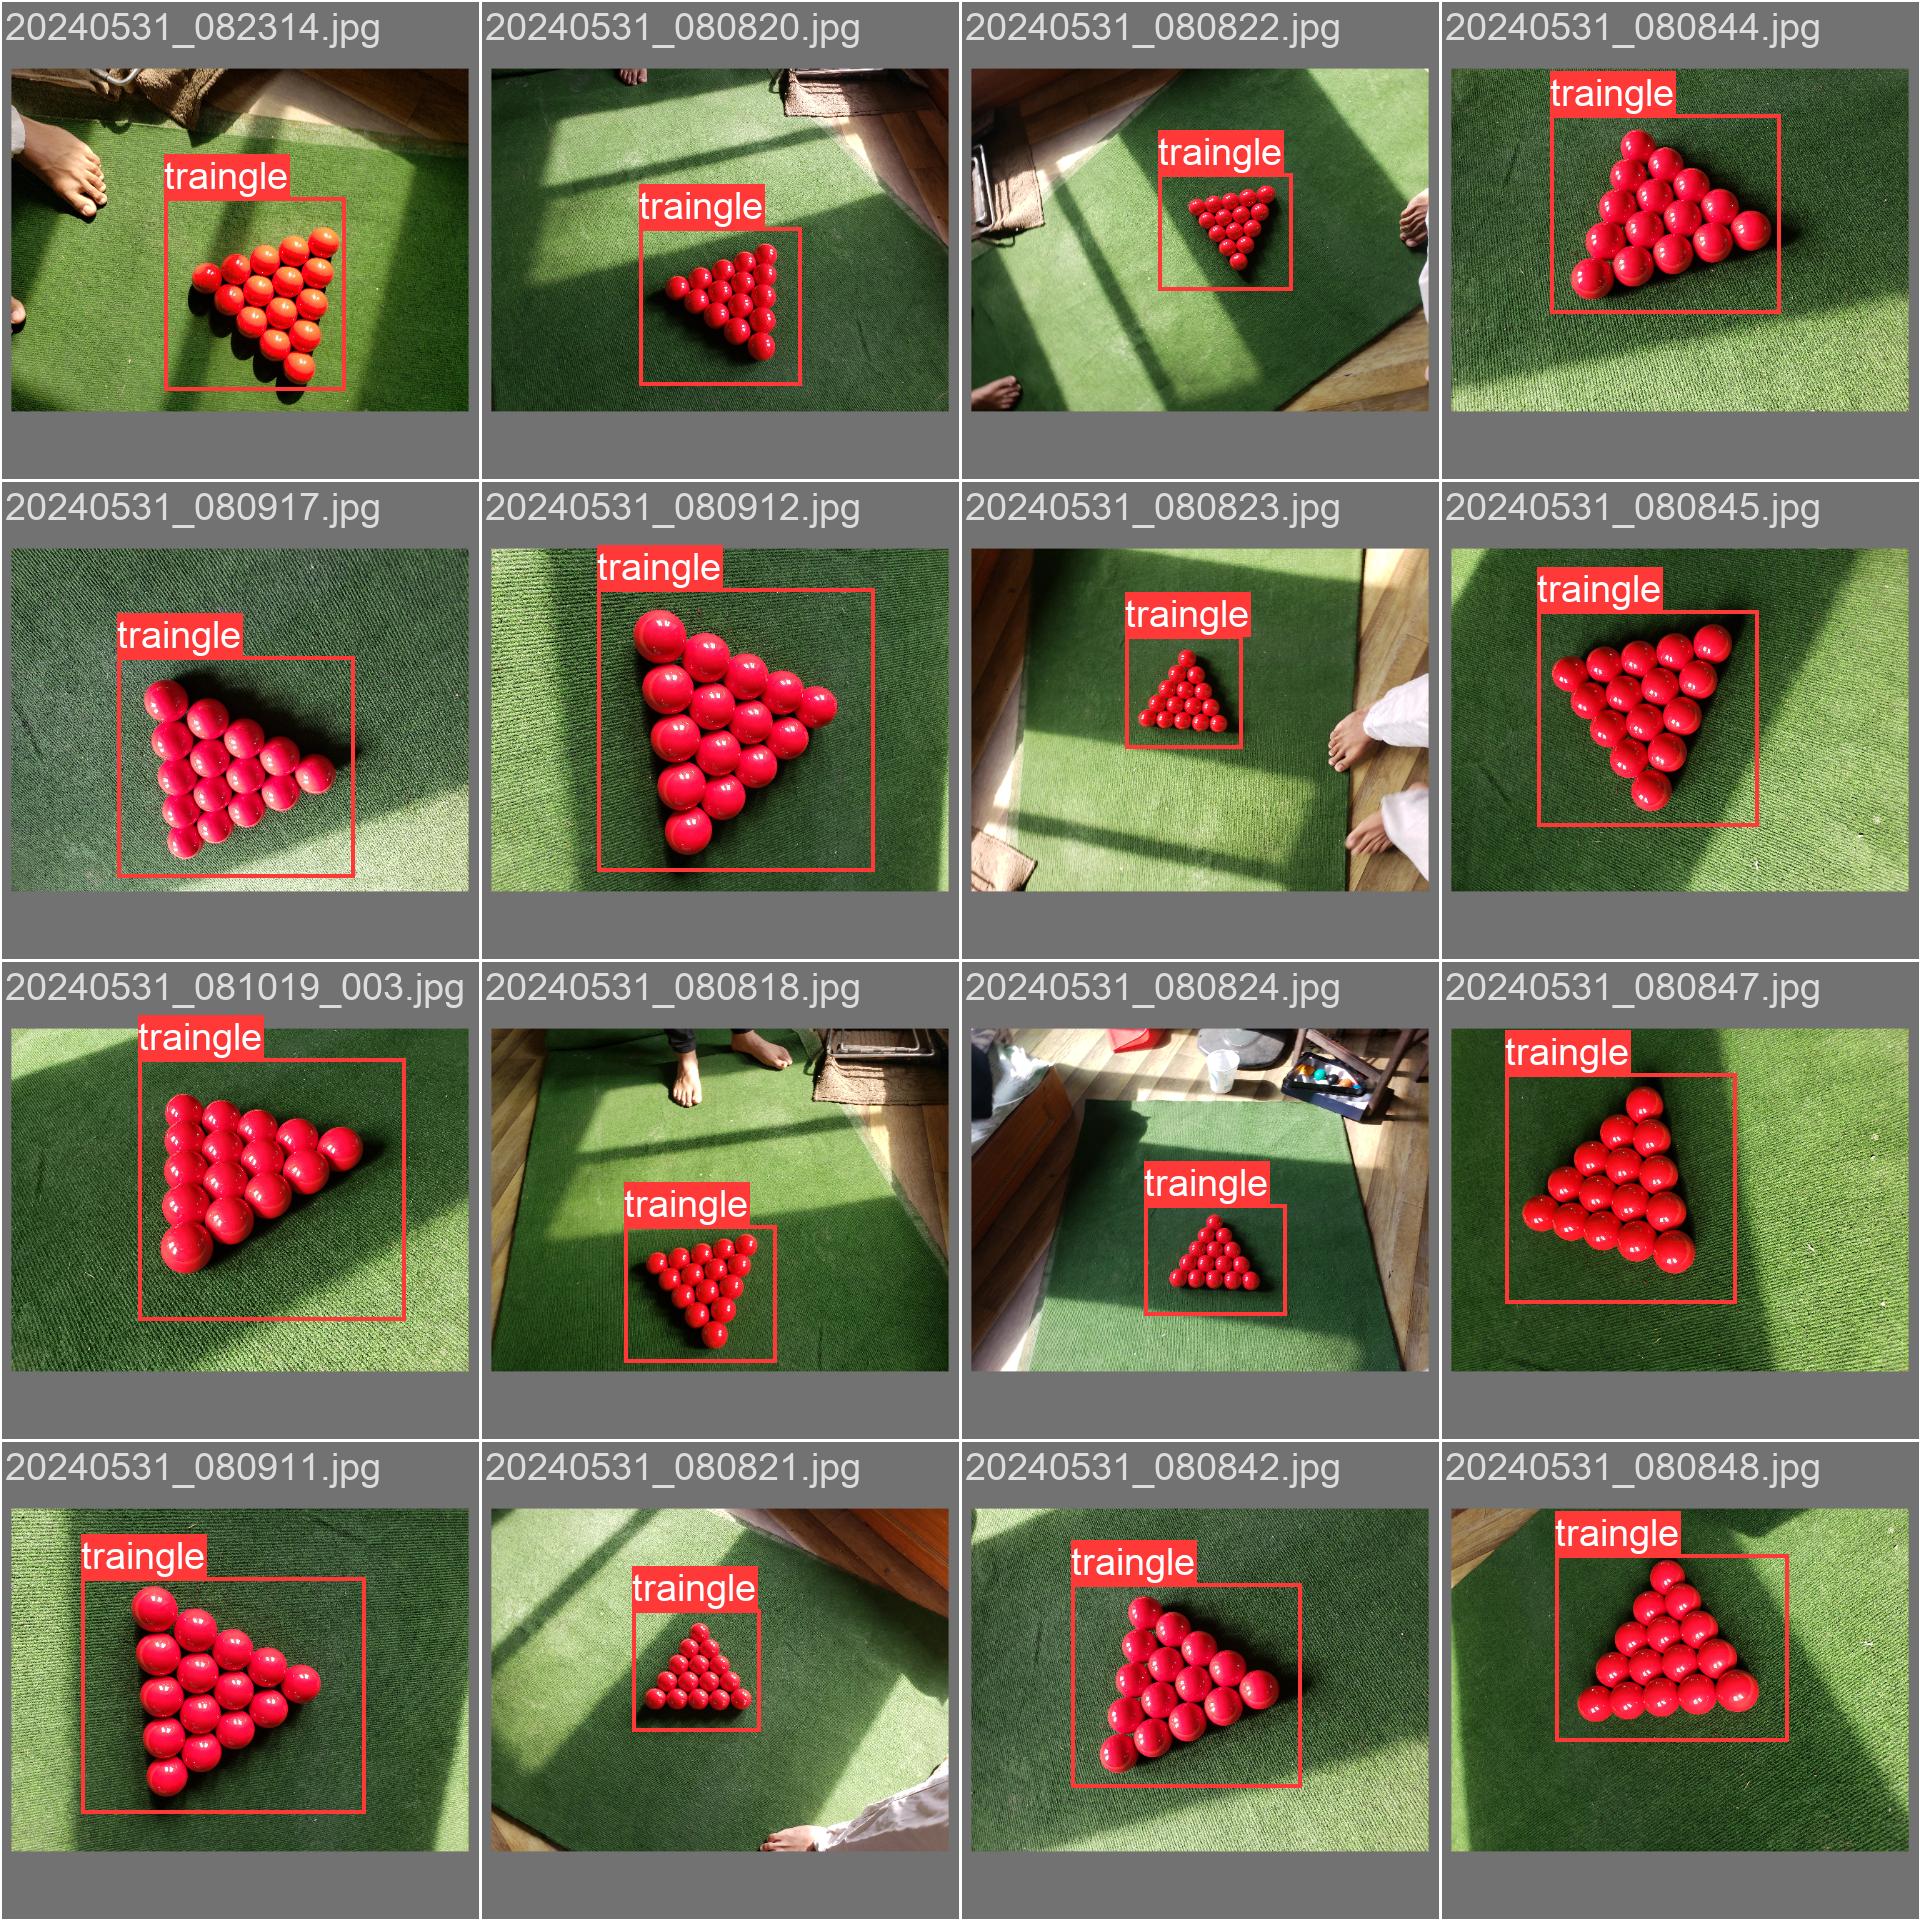 20240531_082314.jpg
20240531_080820.jpg
20240531_080822.jpg
20240531_080844.jpg
traingle
traingle
traingle
traingle
20240531_080917.jpg
20240531_080912.jpg
20240531_080823.jpg
20240531_080845.jpg
traingle
traingle
traingle
traingle
20240531_081019_003.jpg
20240531_080818.jpg
20240531_080824.jpg
20240531_080847.jpg
traingle
traingle
traingle
traingle
20240531_080911.jpg
20240531_080821.jpg
20240531_080842.jpg
20240531_080848.jpg
traingle
traingle
traingle
traingle